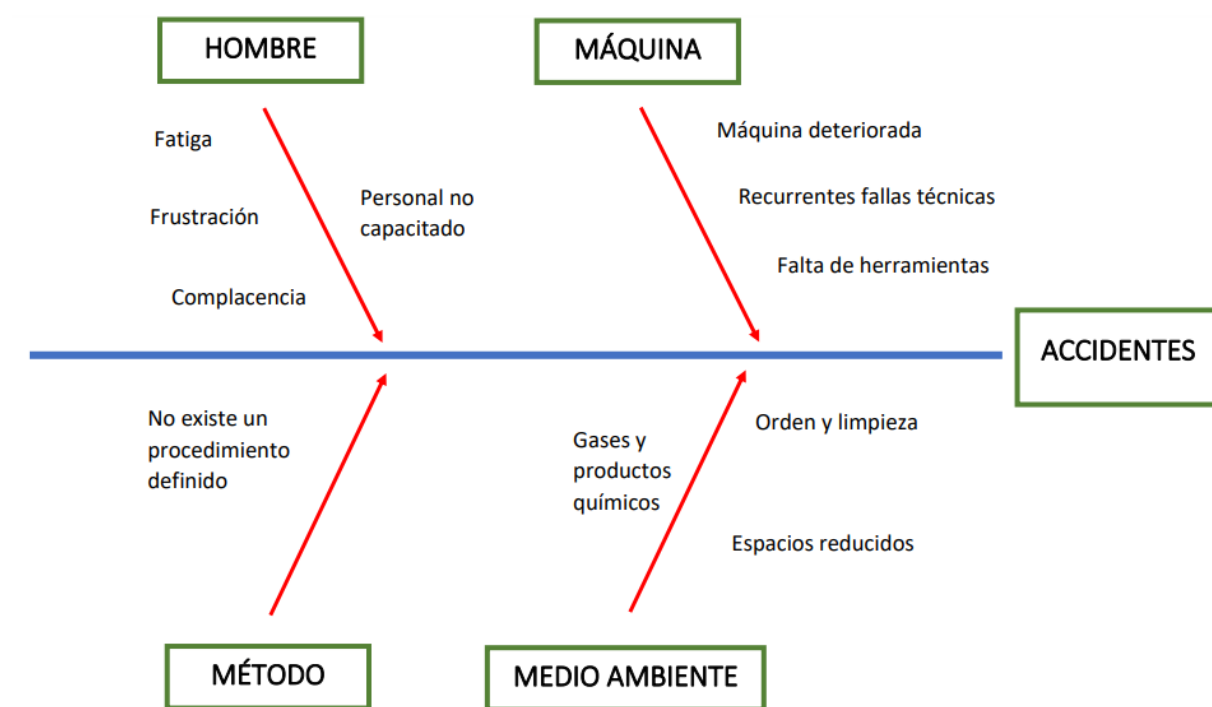 HOMBRE
MÁQUINA
Fatiga
Frustración
Complacencia
Personal no
capacitado
Máquina deteriorada
Recurrentes fallas técnicas
Falta de herramientas
ACCIDENTES
No existe un
procedimiento
definido
Gases y
productos
químicos
Orden y limpieza
Espacios reducidos
MÉTODO
MEDIO AMBIENTE